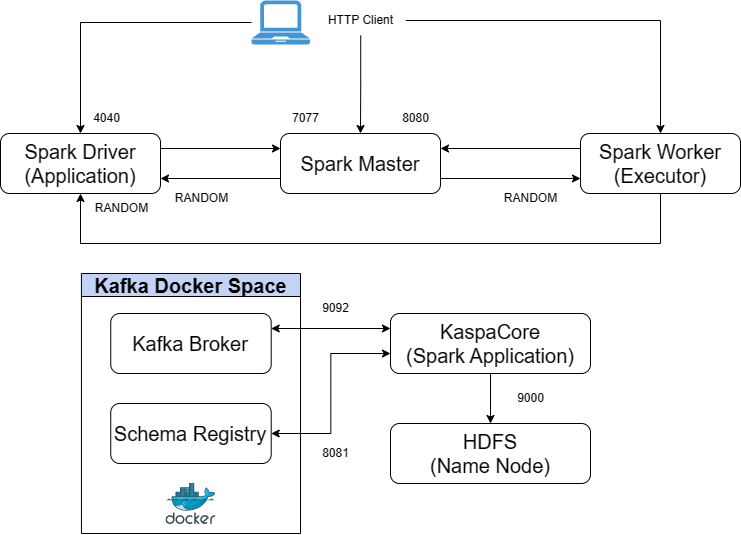 HTTP Client
4040
7077
8080
Spark Driver
(Application)
Spark Master
Spark Worker
(Executor)
RANDOM
RANDOM
RANDOM
Kafka Docker Space
Kafka Broker
9092
KaspaCore
(Spark Application)
9000
Schema Registry
8081
HDFS
(Name Node)
docker